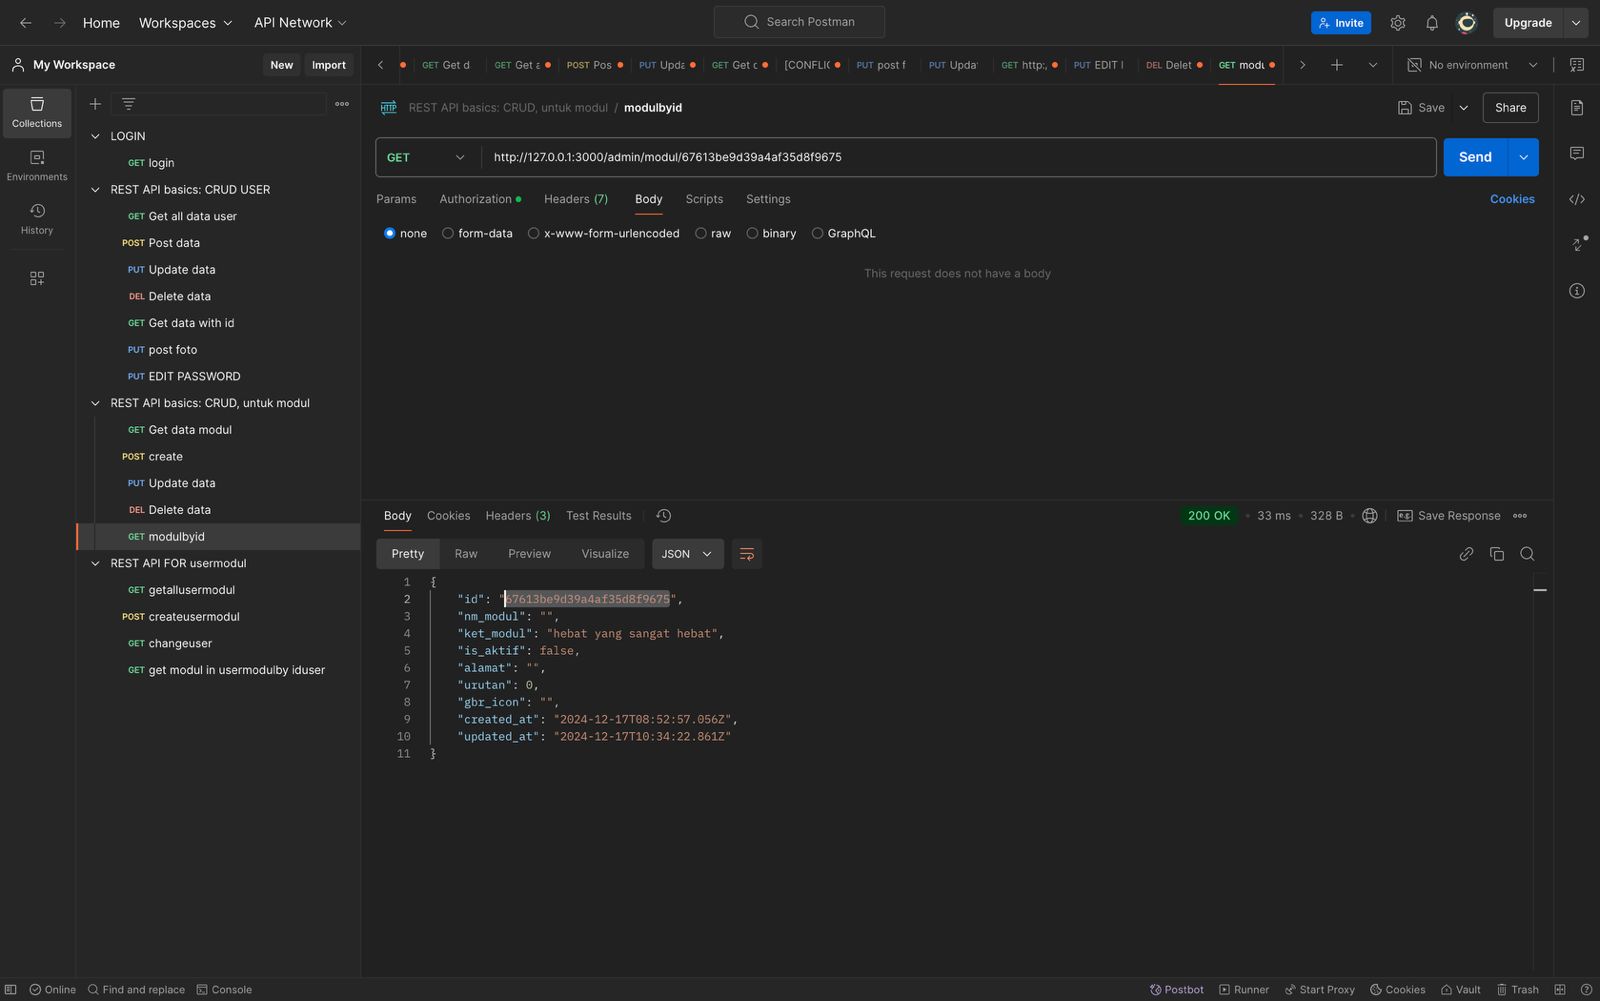 Home Workspaces API Network Search Postman Invite Upgrade
My Workspace New Import GET Get d GET Get a POST Pos PUT Upda GET Get c [CONFLIC PUT post f PUT Upda GET http:, PUT EDIT I DEL Delet GET modu No environment
Collections
Environments
History
LOGIN
GET login
REST API basics: CRUD USER
GET Get all data user
POST Post data
PUT Update data
DEL Delete data
GET Get data with id
PUT post foto
PUT EDIT PASSWORD
REST API basics: CRUD, untuk modul
GET Get data modul
POST create
PUT Update data
DEL Delete data
GET modulbyid
REST API FOR usermodul
GET getallusermodul
POST createusermodul
GET changeuser
GET get modul in usermodulby iduser
HTTP REST API basics: CRUD, untuk modul / modulbyid Save Share
GET http://127.0.0.1:3000/admin/modul/67613be9d39a4af35d8f9675 Send
Params Authorization Headers (7) Body Scripts Settings Cookies
none form-data x-www-form-urlencoded raw binary GraphQL
This request does not have a body
Body Cookies Headers (3) Test Results 200 OK • 33 ms • 328 B • e.g. Save Response
Pretty Raw Preview Visualize JSON
1 {
2 "id": "67613be9d39a4af35d8f9675",
3 "nm_modul": "",
4 "ket_modul": "hebat yang sangat hebat",
5 "is_aktif": false,
6 "alamat": "",
7 "urutan": 0,
8 "gbr_icon": "",
9 "created_at": "2024-12-17T08:52:57.056Z",
10 "updated_at": "2024-12-17T10:34:22.861Z"
11 }
Online Find and replace Console Postbot Runner Start Proxy Cookies Vault Trash